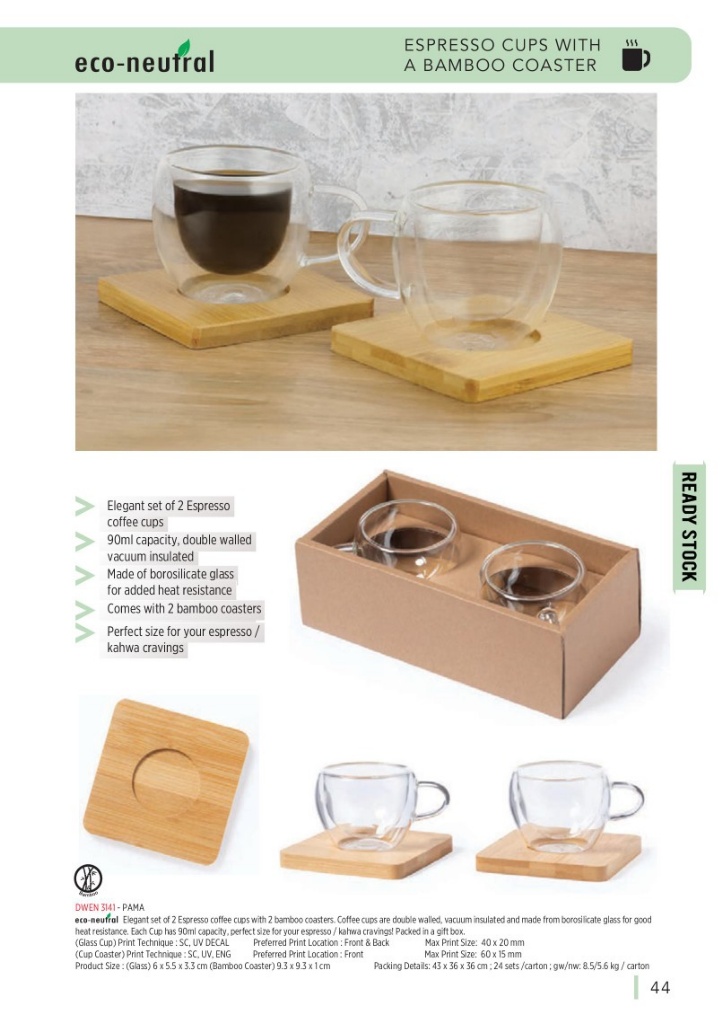 eco-neutral
ESPRESSO CUPS WITH
A BAMBOO COASTER
READY STOCK
Elegant set of 2 Espresso
coffee cups
90ml capacity, double walled
vacuum insulated
Made of borosilicate glass
for added heat resistance
Comes with 2 bamboo coasters
Perfect size for your espresso /
kahwa cravings
Bamboo
DWEN 3141 - PAMA
eco-neutral Elegant set of 2 Espresso coffee cups with 2 bamboo coasters. Coffee cups are double walled, vacuum insulated and made from borosilicate glass for good
heat resistance. Each Cup has 90ml capacity, perfect size for your espresso / kahwa cravings! Packed in a gift box.
(Glass Cup) Print Technique : SC, UV DECAL Preferred Print Location : Front & Back Max Print Size: 40 x 20 mm
(Cup Coaster) Print Technique : SC, UV, ENG Preferred Print Location : Front Max Print Size: 60 x 15 mm
Product Size : (Glass) 6 x 5.5 x 3.3 cm (Bamboo Coaster) 9.3 x 9.3 x 1 cm Packing Details: 43 x 36 x 36 cm ; 24 sets /carton ; gw/nw: 8.5/5.6 kg / carton
44